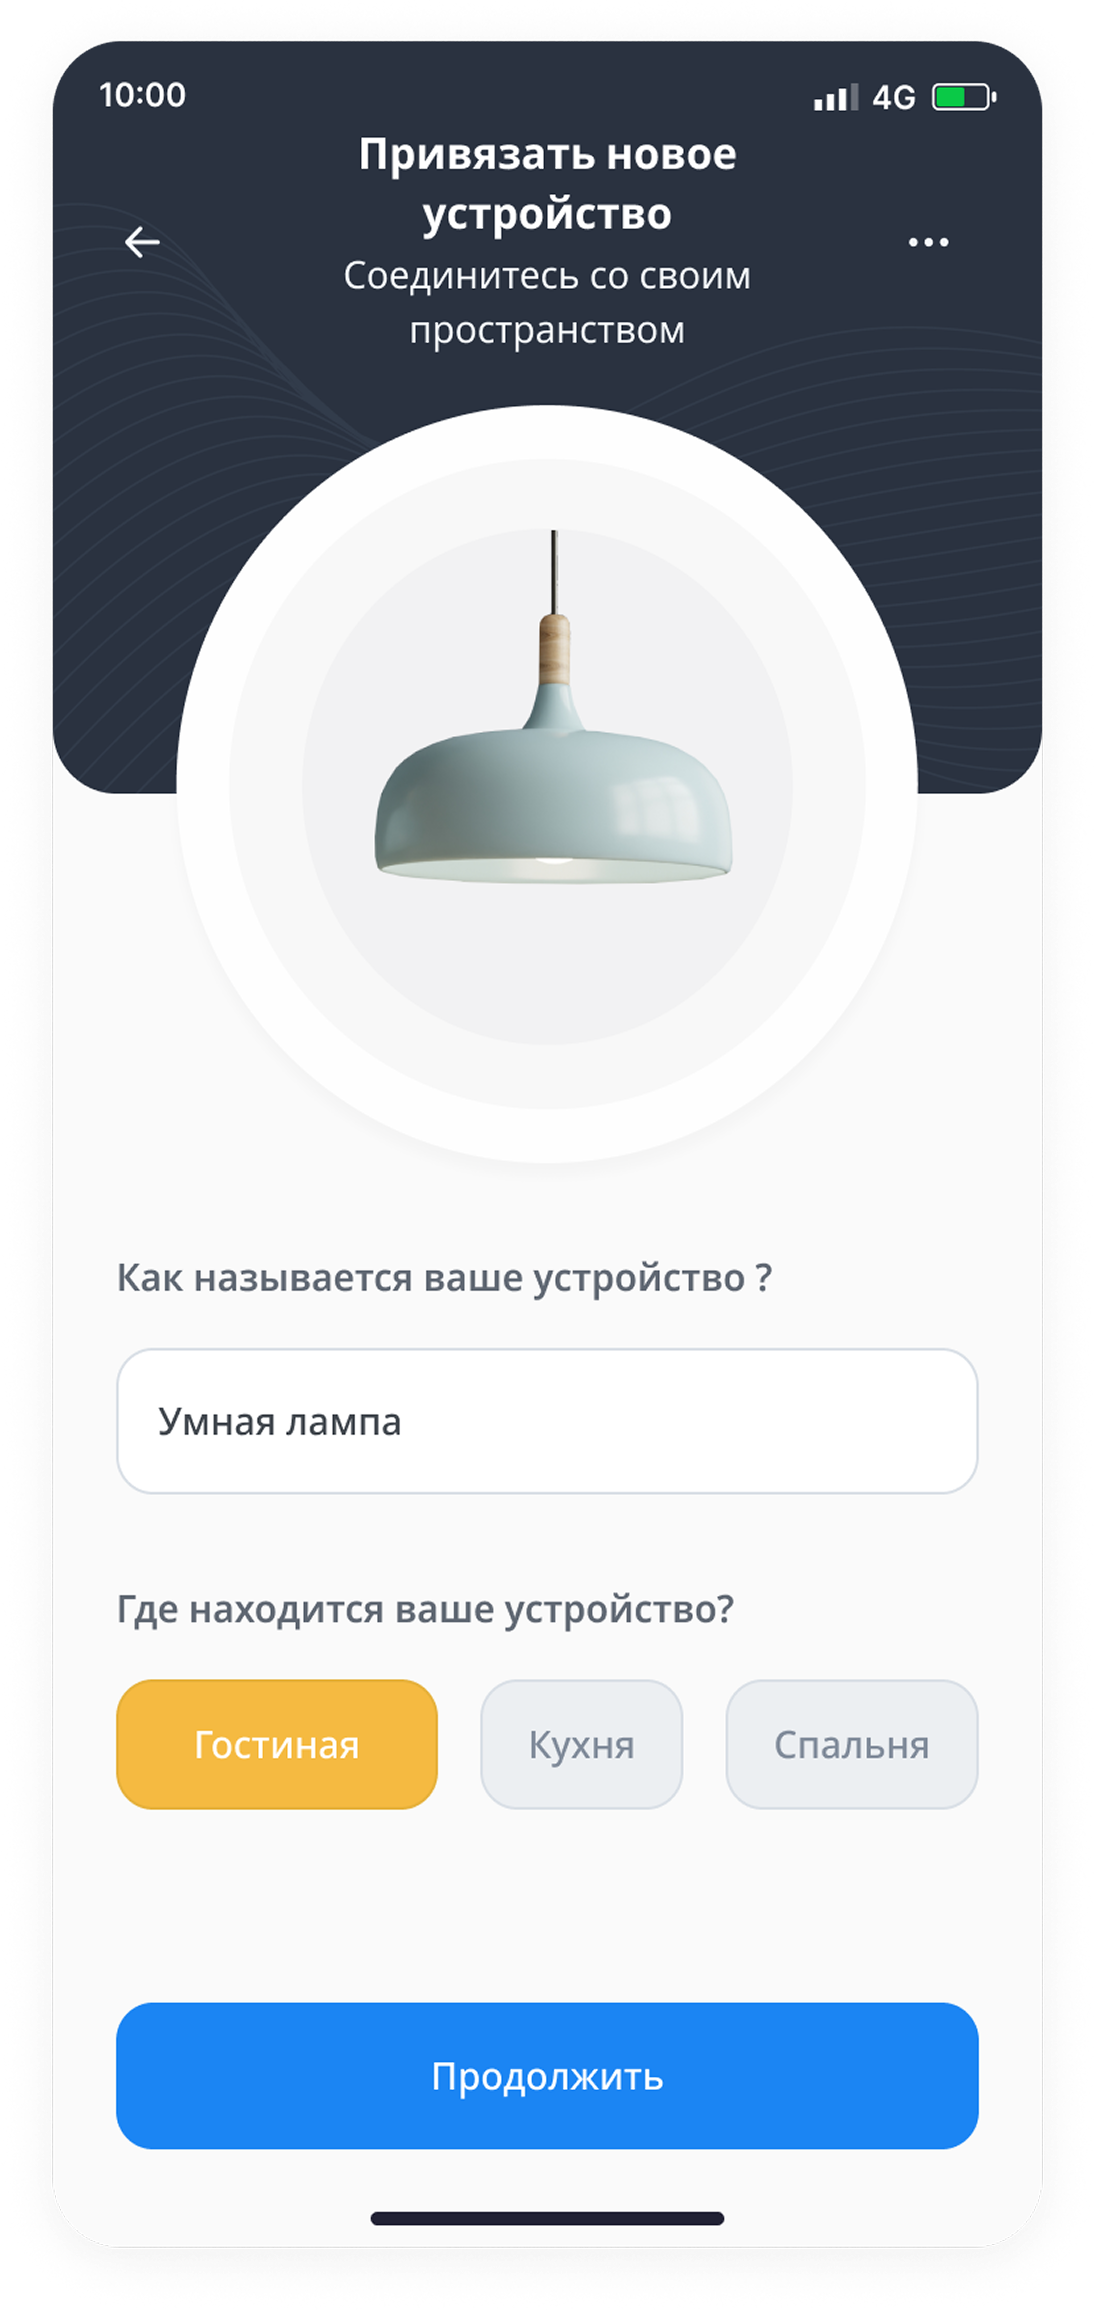 10:00
4G
Привязать новое
устройство
Соединитесь со своим
пространством
Как называется ваше устройство ?
Умная лампа
Где находится ваше устройство?
Гостиная
Кухня
Спальня
Продолжить